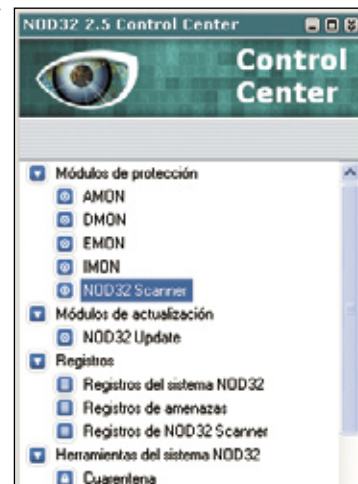 NOD32 2.5 Control Center
Control
Center
Módulos de protección
AMON
DMON
EMON
IMON
NOD32 Scanner
Módulos de actualización
NOD32 Update
Registros
Registros del sistema NOD32
Registros de amenazas
Registros de NOD32 Scanner
Herramientas del sistema NOD32
Cuarentena